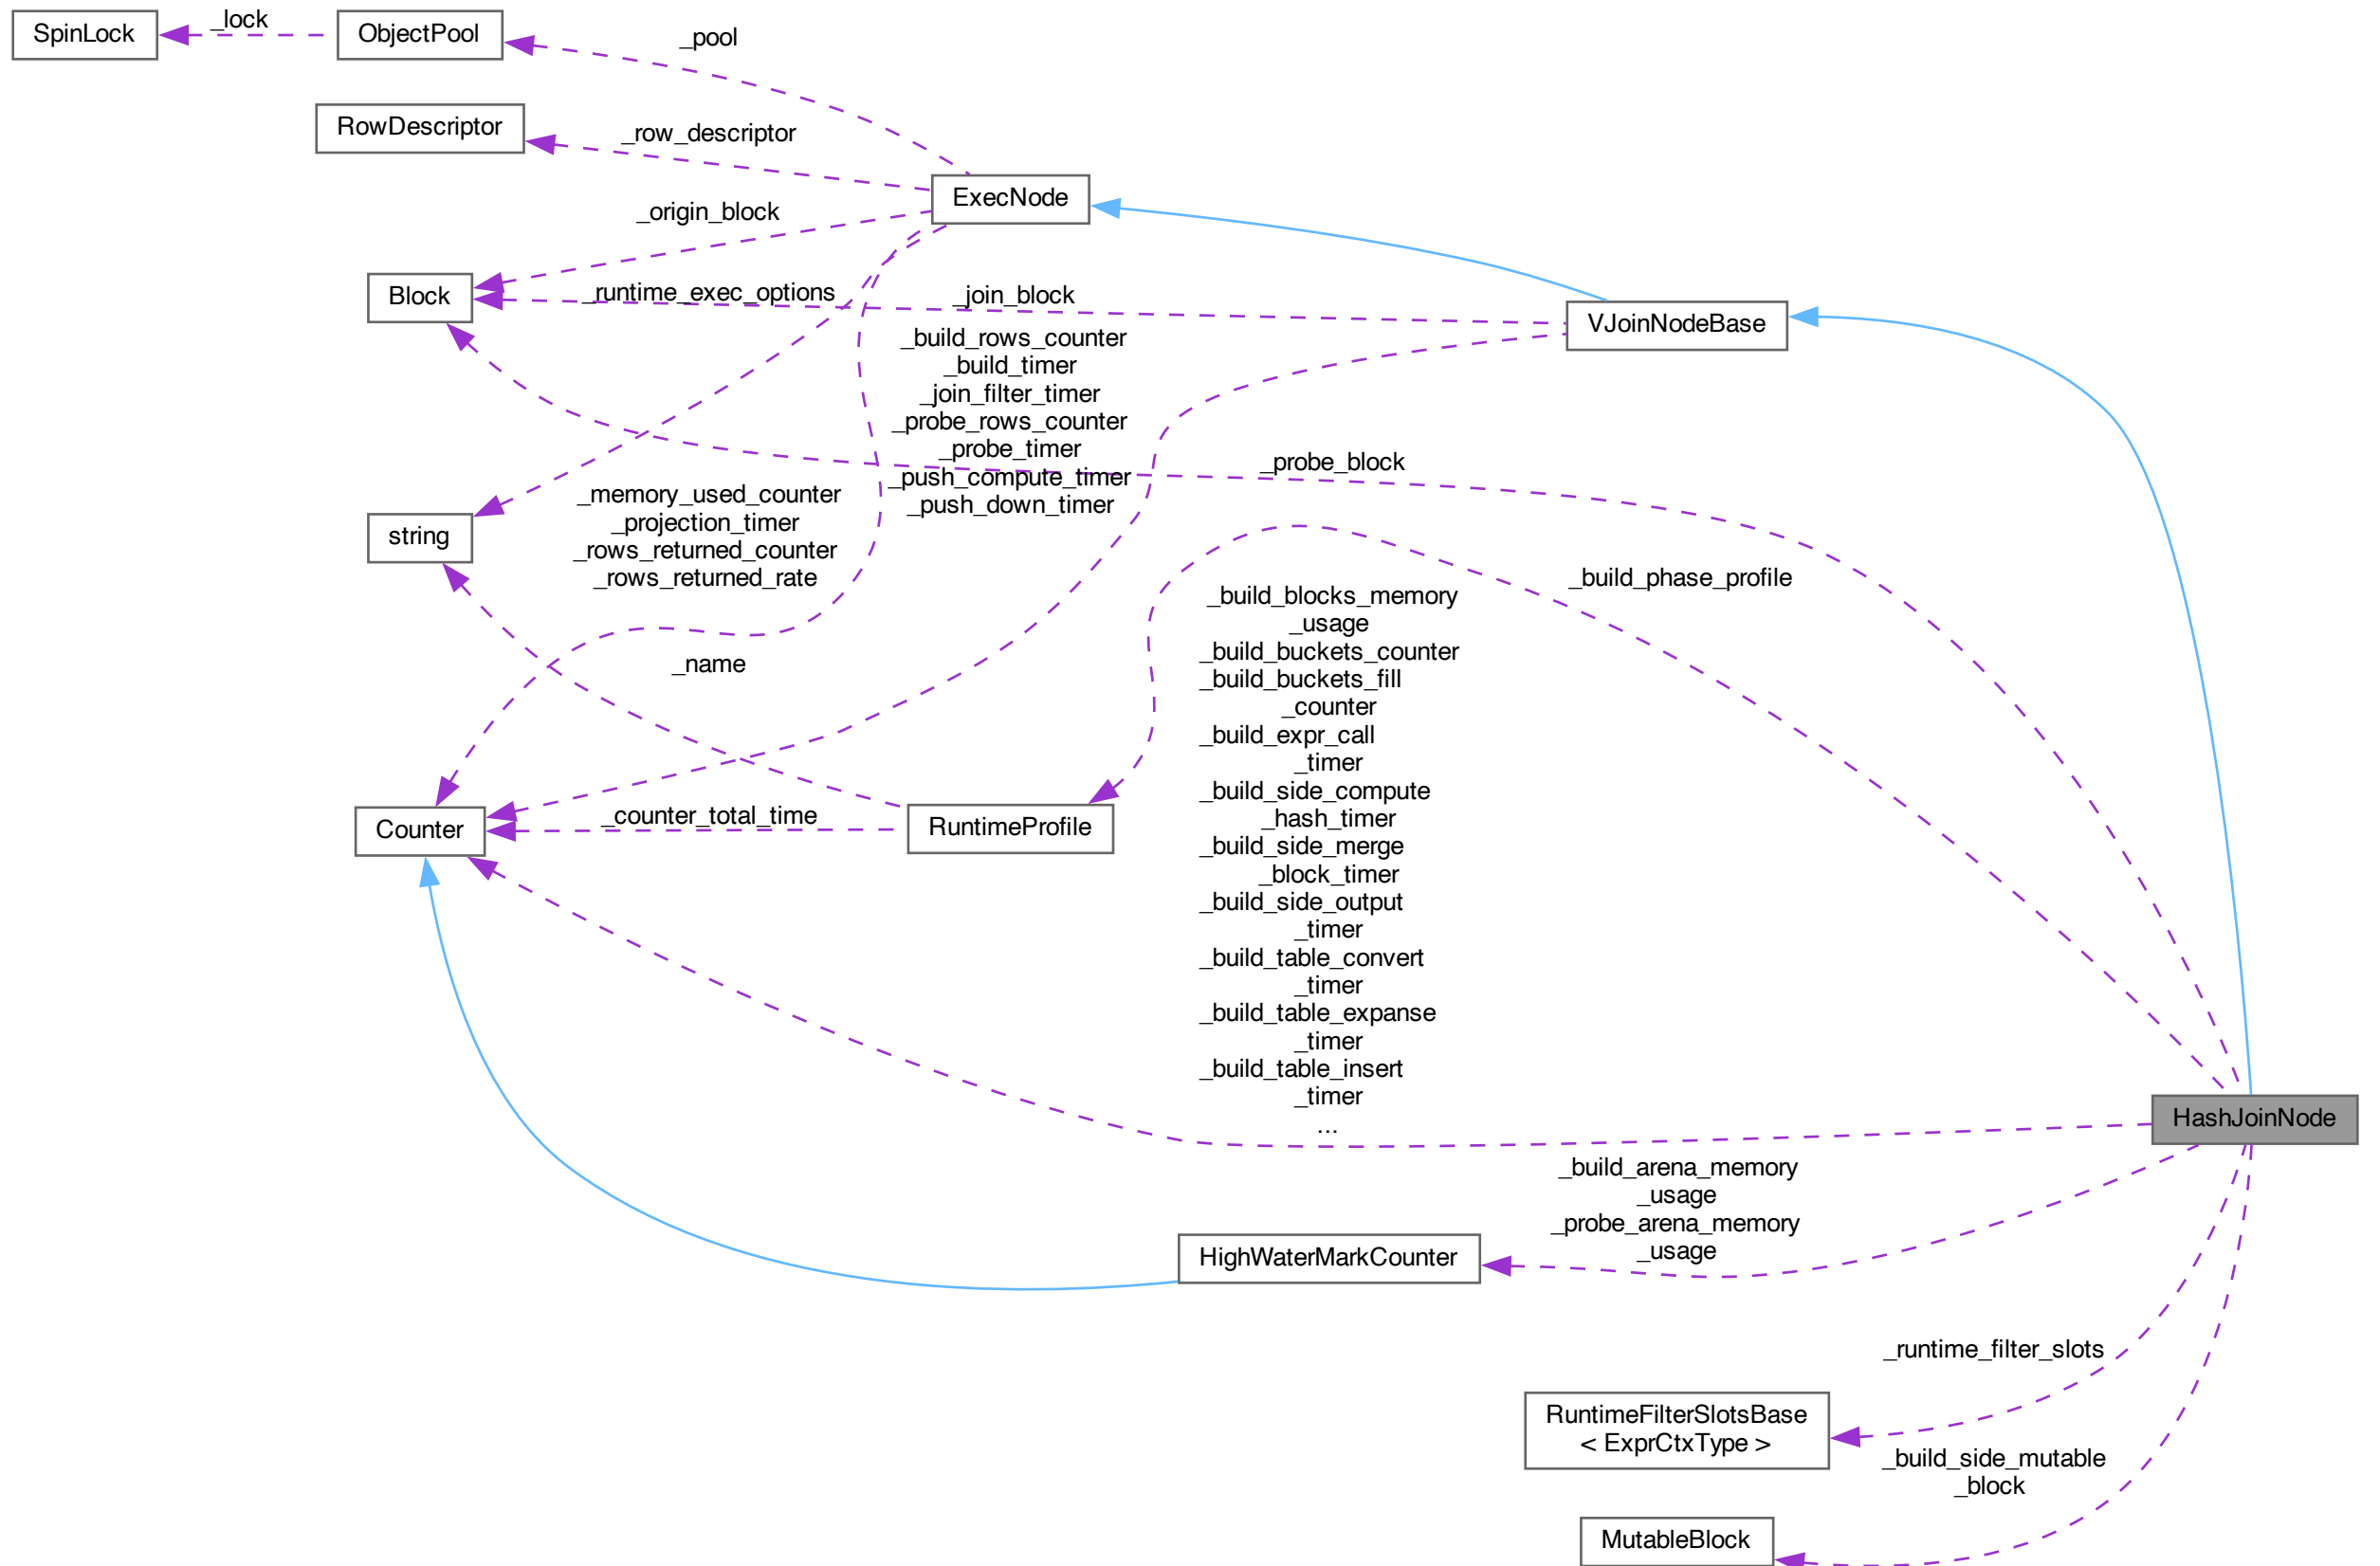 SpinLock
_lock
ObjectPool
_pool
RowDescriptor
_row_descriptor
ExecNode
_origin_block
Block
_runtime_exec_options
_join_block
VJoinNodeBase
_build_rows_counter
_build_timer
_join_filter_timer
_probe_rows_counter
_probe_timer
_push_compute_timer
_push_down_timer
_probe_block
string
_memory_used_counter
_projection_timer
_rows_returned_counter
_rows_returned_rate
_build_phase_profile
_name
_build_blocks_memory
_usage
_build_buckets_counter
_build_buckets_fill
_counter
_build_expr_call
_timer
_build_side_compute
_hash_timer
_build_side_merge
_block_timer
_build_side_output
_timer
_build_table_convert
_timer
_build_table_expanse
_timer
_build_table_insert
_timer
...
Counter
_counter_total_time
RuntimeProfile
HashJoinNode
_build_arena_memory
_usage
_probe_arena_memory
_usage
HighWaterMarkCounter
_runtime_filter_slots
RuntimeFilterSlotsBase
< ExprCtxType >
_build_side_mutable
_block
MutableBlock